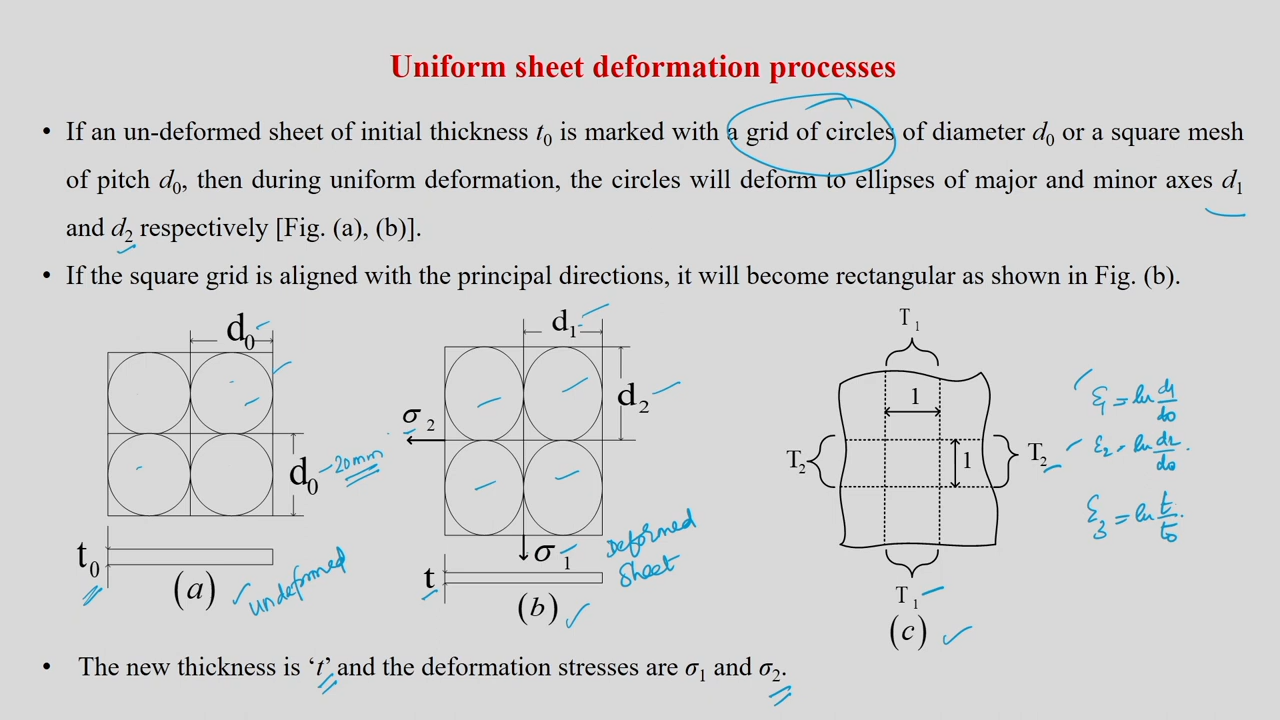 Uniform sheet deformation processes
• If an un-deformed sheet of initial thickness t₀ is marked with a grid of circles of diameter d₀ or a square mesh
of pitch d₀, then during uniform deformation, the circles will deform to ellipses of major and minor axes d₁
and d₂ respectively [Fig. (a), (b)].
• If the square grid is aligned with the principal directions, it will become rectangular as shown in Fig. (b).
d₀
d₀
20mm
t₀
(a)
undeformed
d₁
d₂
σ₂
σ₁
t
(b)
Deformed
Sheet
T₁
1
T₂
1
T₂
T₁
(c)
ε₁ = ln d₁/d₀
ε₂ = ln d₂/d₀
ε₃ = ln t/t₀
• The new thickness is ‘t’ and the deformation stresses are σ₁ and σ₂.